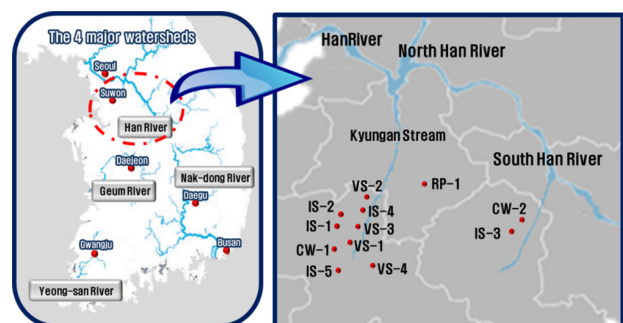 The 4 major watersheds
Seoul
Suwon
Han River
Daejeon
Geum River
Nak-dong River
Daegu
Gwangju
Busan
Yeong-san River
HanRiver
North Han River
Kyungan Stream
South Han River
RP-1
VS-2
IS-2
IS-4
CW-2
IS-1
VS-3
IS-3
VS-1
CW-1
IS-5
VS-4